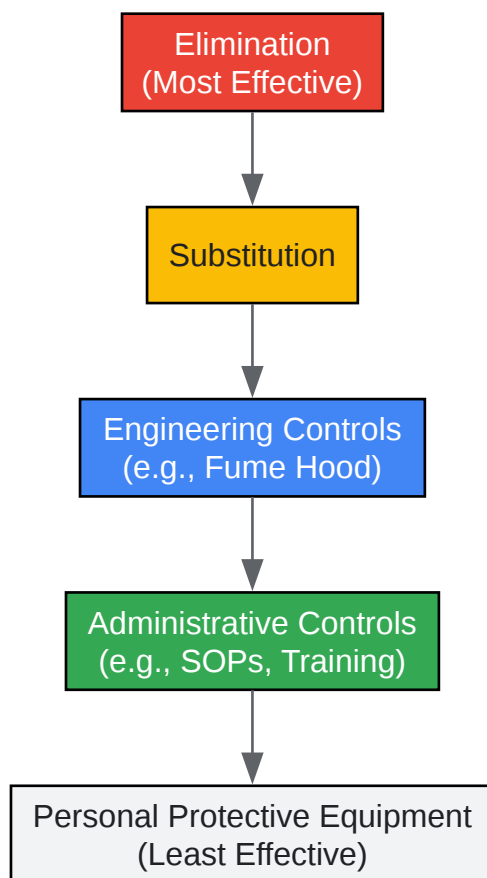 Elimination
(Most Effective)
Substitution
Engineering Controls
(e.g., Fume Hood)
Administrative Controls
(e.g., SOPs, Training)
Personal Protective Equipment
(Least Effective)